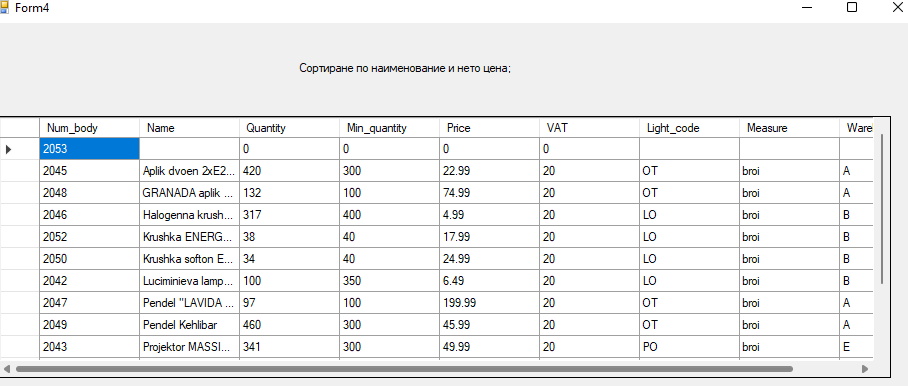 Form4
Сортиране по наименование и нето цена;
Num_body Name Quantity Min_quantity Price VAT Light_code Measure Wareh
2053 0 0 0 0
2045 Aplik dvoen 2xE2... 420 300 22.99 20 OT broi A
2048 GRANADA aplik ... 132 100 74.99 20 OT broi A
2046 Halogenna krush... 317 400 4.99 20 LO broi B
2052 Krushka ENERG... 38 40 17.99 20 LO broi B
2050 Krushka softon E... 34 40 24.99 20 LO broi B
2042 Luciminieva lamp... 100 350 6.49 20 LO broi B
2047 Pendel "LAVIDA ... 97 100 199.99 20 OT broi A
2049 Pendel Kehlibar 460 300 45.99 20 OT broi A
2043 Projektor MASSI... 341 300 49.99 20 PO broi E